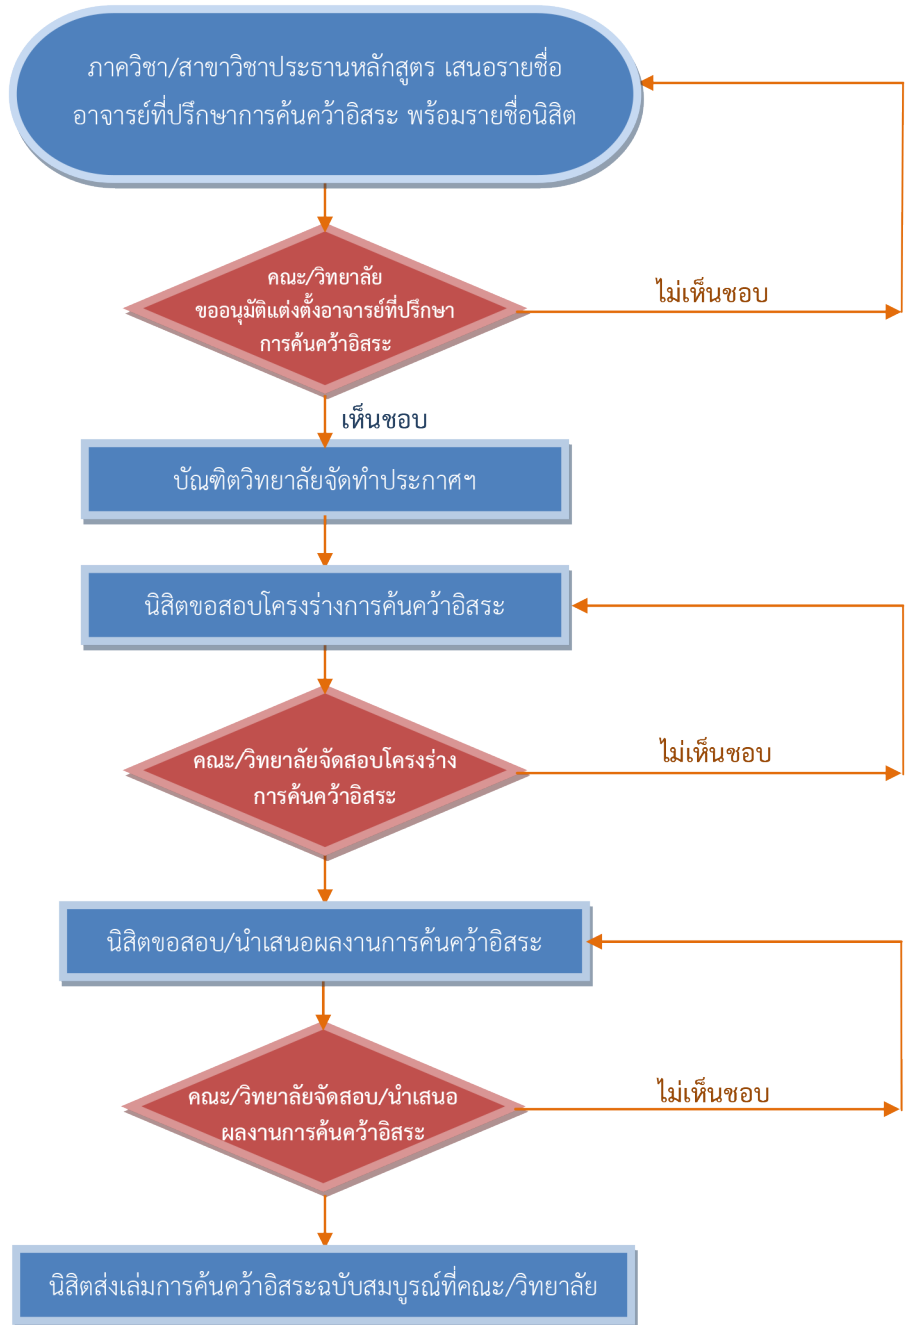 ภาควิชา/สาขาวิชาประธานหลักสูตร เสนอรายชื่อ
อาจารย์ที่ปรึกษาการค้นคว้าอิสระ พร้อมรายชื่อนิสิต
คณะ/วิทยาลัย
ขออนุมัติแต่งตั้งอาจารย์ที่ปรึกษา
การค้นคว้าอิสระ
ไม่เห็นชอบ
เห็นชอบ
บัณฑิตวิทยาลัยจัดทำประกาศฯ
นิสิตขอสอบโครงร่างการค้นคว้าอิสระ
คณะ/วิทยาลัยจัดสอบโครงร่าง
การค้นคว้าอิสระ
ไม่เห็นชอบ
นิสิตขอสอบ/นำเสนอผลงานการค้นคว้าอิสระ
คณะ/วิทยาลัยจัดสอบ/นำเสนอ
ผลงานการค้นคว้าอิสระ
ไม่เห็นชอบ
นิสิตส่งเล่มการค้นคว้าอิสระฉบับสมบูรณ์ที่คณะ/วิทยาลัย